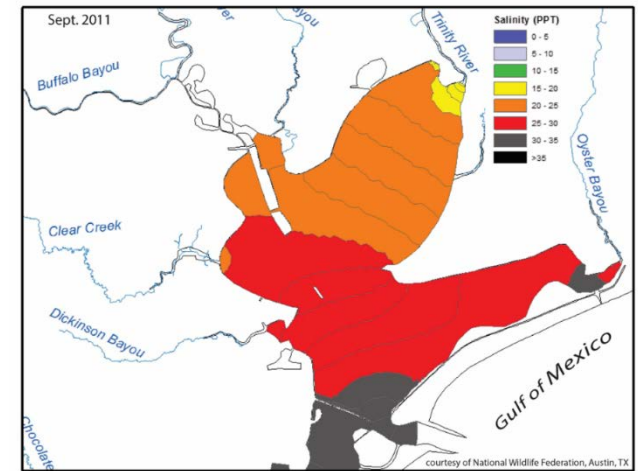 Sept. 2011
Buffalo Bayou
Trinity River
Salinity (PPT)
0 - 5
5 - 10
10 - 15
15 - 20
20 - 25
25 - 30
30 - 35
>35
Oyster Bayou
Clear Creek
Dickinson Bayou
Gulf of Mexico
Chocolate
courtesy of National Wildlife Federation, Austin, TX